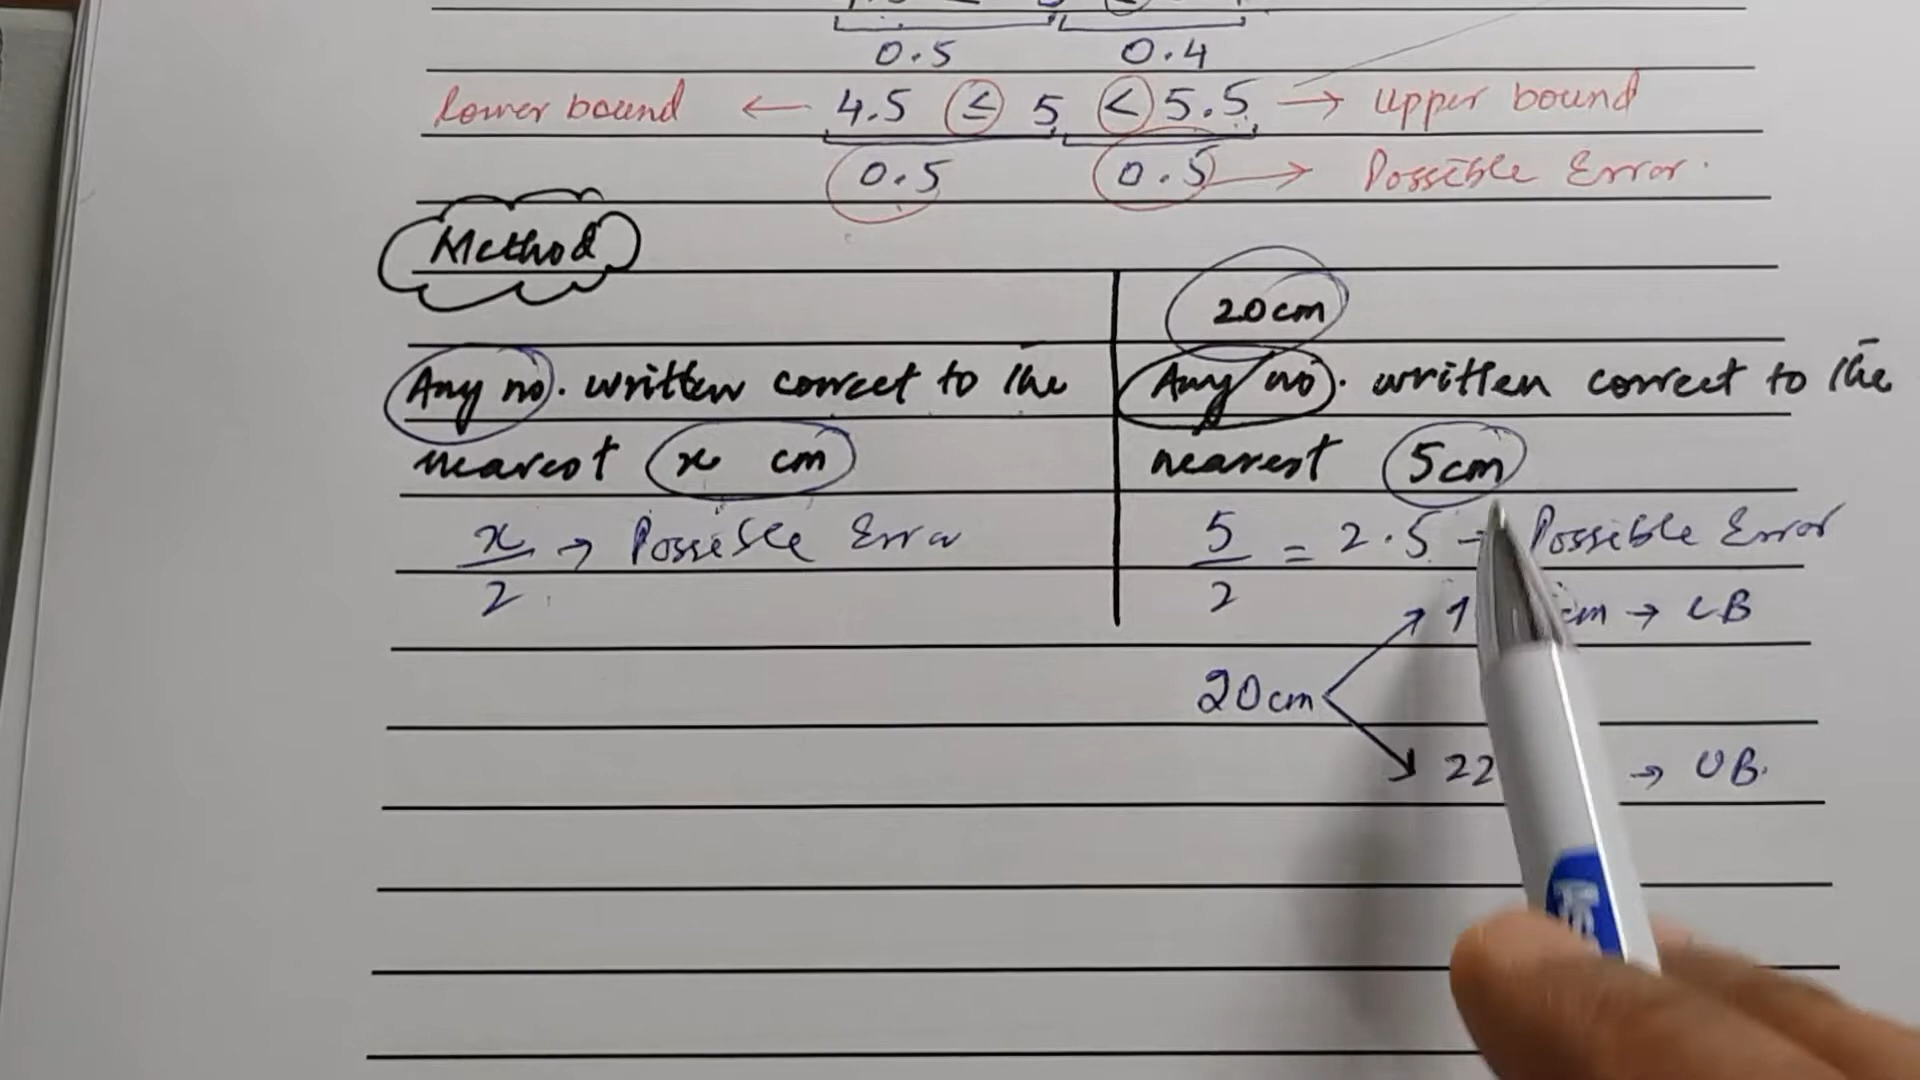 0.5 0.4
Lower bound ← 4.5 ≤ 5 < 5.5 → Upper bound
0.5 0.5 → Possible Error.
Method
20cm
Any no. written correct to the
nearest x cm
x/2 → Possible Error
Any no. written correct to the
nearest 5cm
5/2 = 2.5 → Possible Error
cm → LB
20cm
22 → UB.